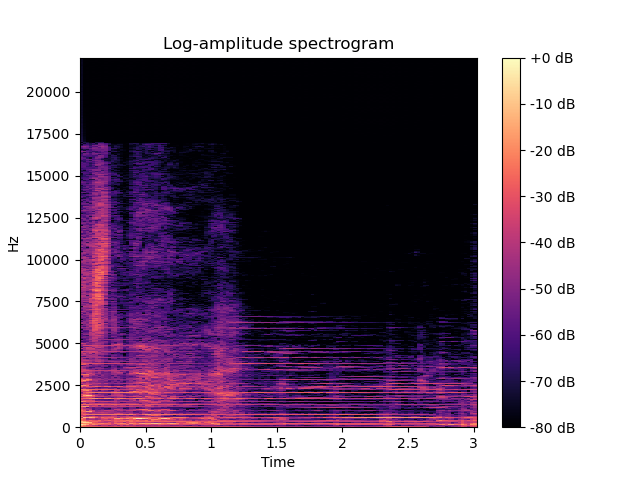 Log-amplitude spectrogram
Hz
20000
17500
15000
12500
10000
7500
5000
2500
0
0 0.5 1 1.5 2 2.5 3
Time
+0 dB
-10 dB
-20 dB
-30 dB
-40 dB
-50 dB
-60 dB
-70 dB
-80 dB